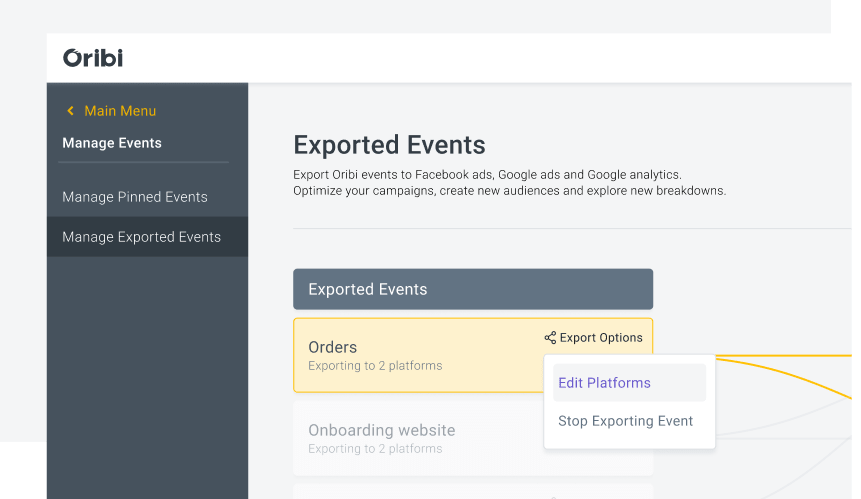 Oribi
Main Menu
Manage Events
Manage Pinned Events
Manage Exported Events
Exported Events
Export Oribi events to Facebook ads, Google ads and Google analytics.
Optimize your campaigns, create new audiences and explore new breakdowns.
Exported Events
Orders
Exporting to 2 platforms
Export Options
Edit Platforms
Stop Exporting Event
Onboarding website
Exporting to 2 platforms